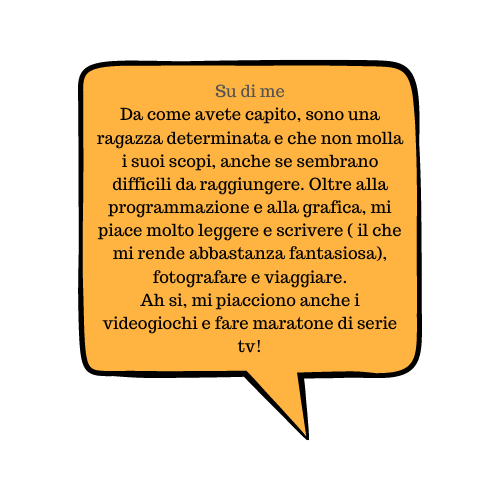 Su di me
Da come avete capito, sono una
ragazza determinata e che non molla
i suoi scopi, anche se sembrano
difficili da raggiungere. Oltre alla
programmazione e alla grafica, mi
piace molto leggere e scrivere ( il che
mi rende abbastanza fantasiosa),
fotografare e viaggiare.
Ah si, mi piacciono anche i
videogiochi e fare maratone di serie
tv!